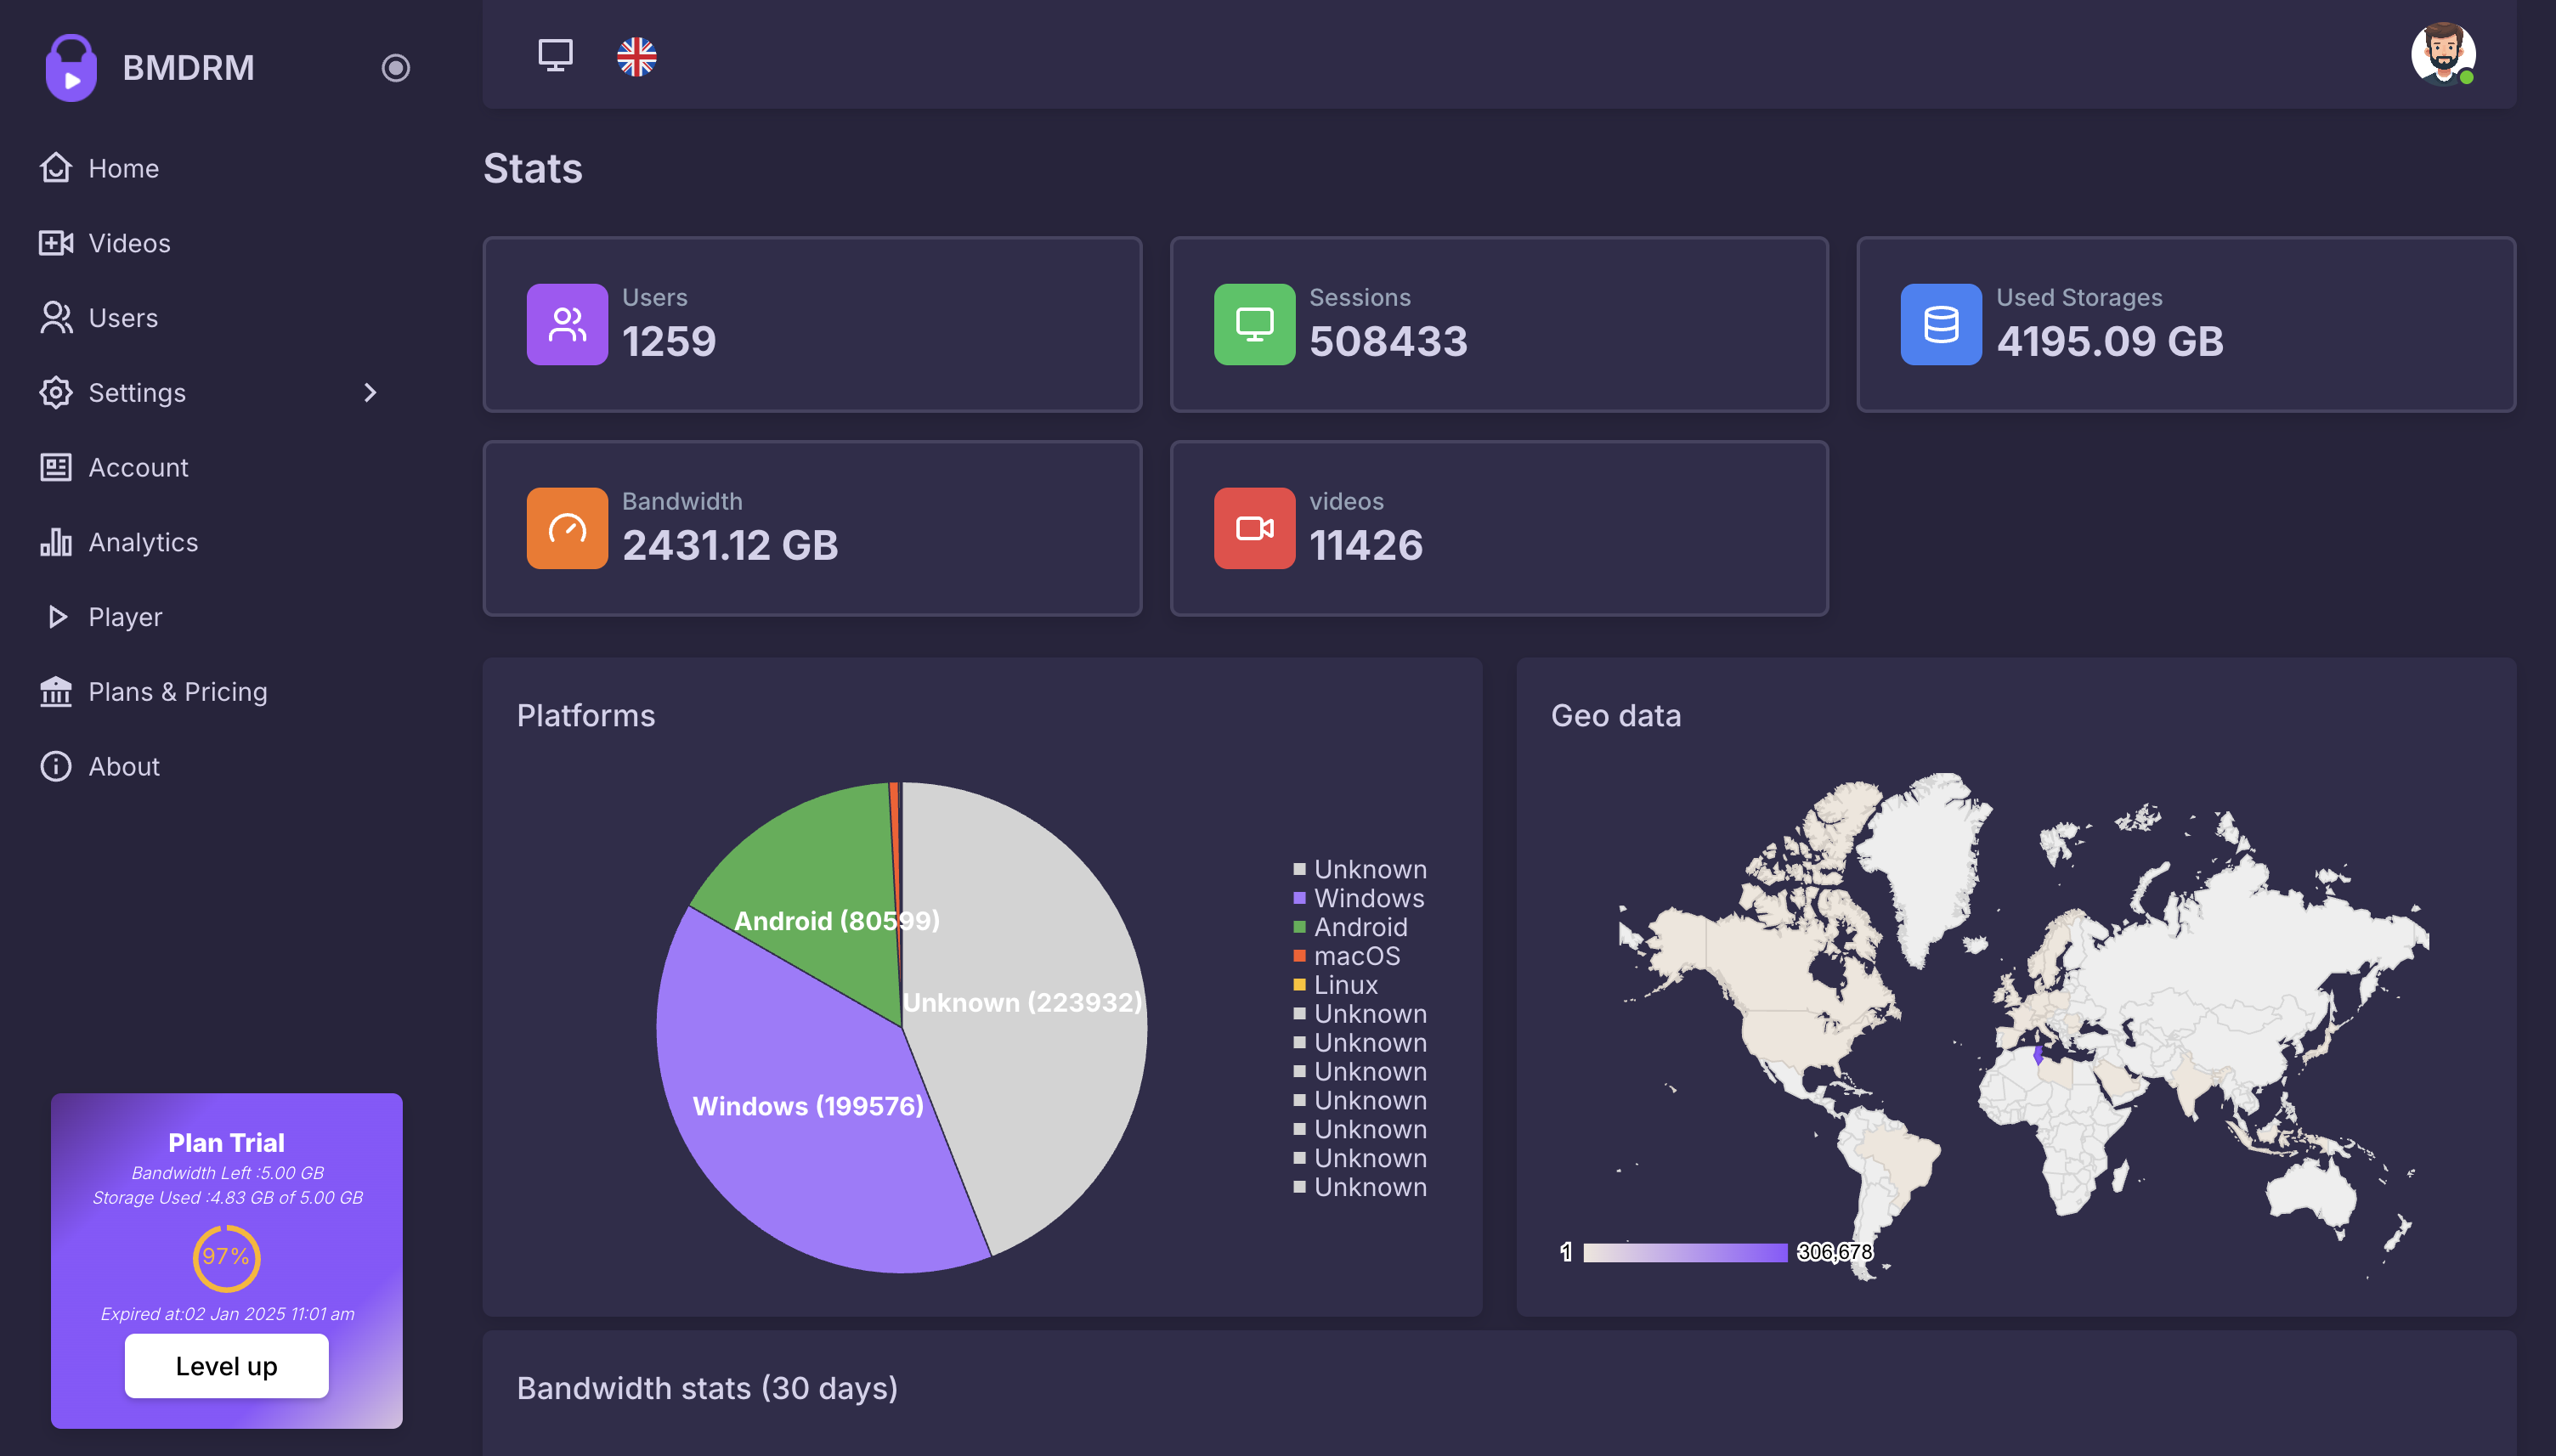 BMDRM
Home
Videos
Users
Settings
Account
Analytics
Player
Plans & Pricing
About
Plan Trial
Bandwidth Left :5.00 GB
Storage Used :4.83 GB of 5.00 GB
97%
Expired at:02 Jan 2025 11:01 am
Level up
Stats
Users
1259
Sessions
508433
Used Storages
4195.09 GB
Bandwidth
2431.12 GB
videos
11426
Platforms
Android (80599)
Unknown (223932)
Windows (199576)
Unknown
Windows
Android
macOS
Linux
Unknown
Unknown
Unknown
Unknown
Unknown
Unknown
Unknown
Geo data
1
306,678
Bandwidth stats (30 days)